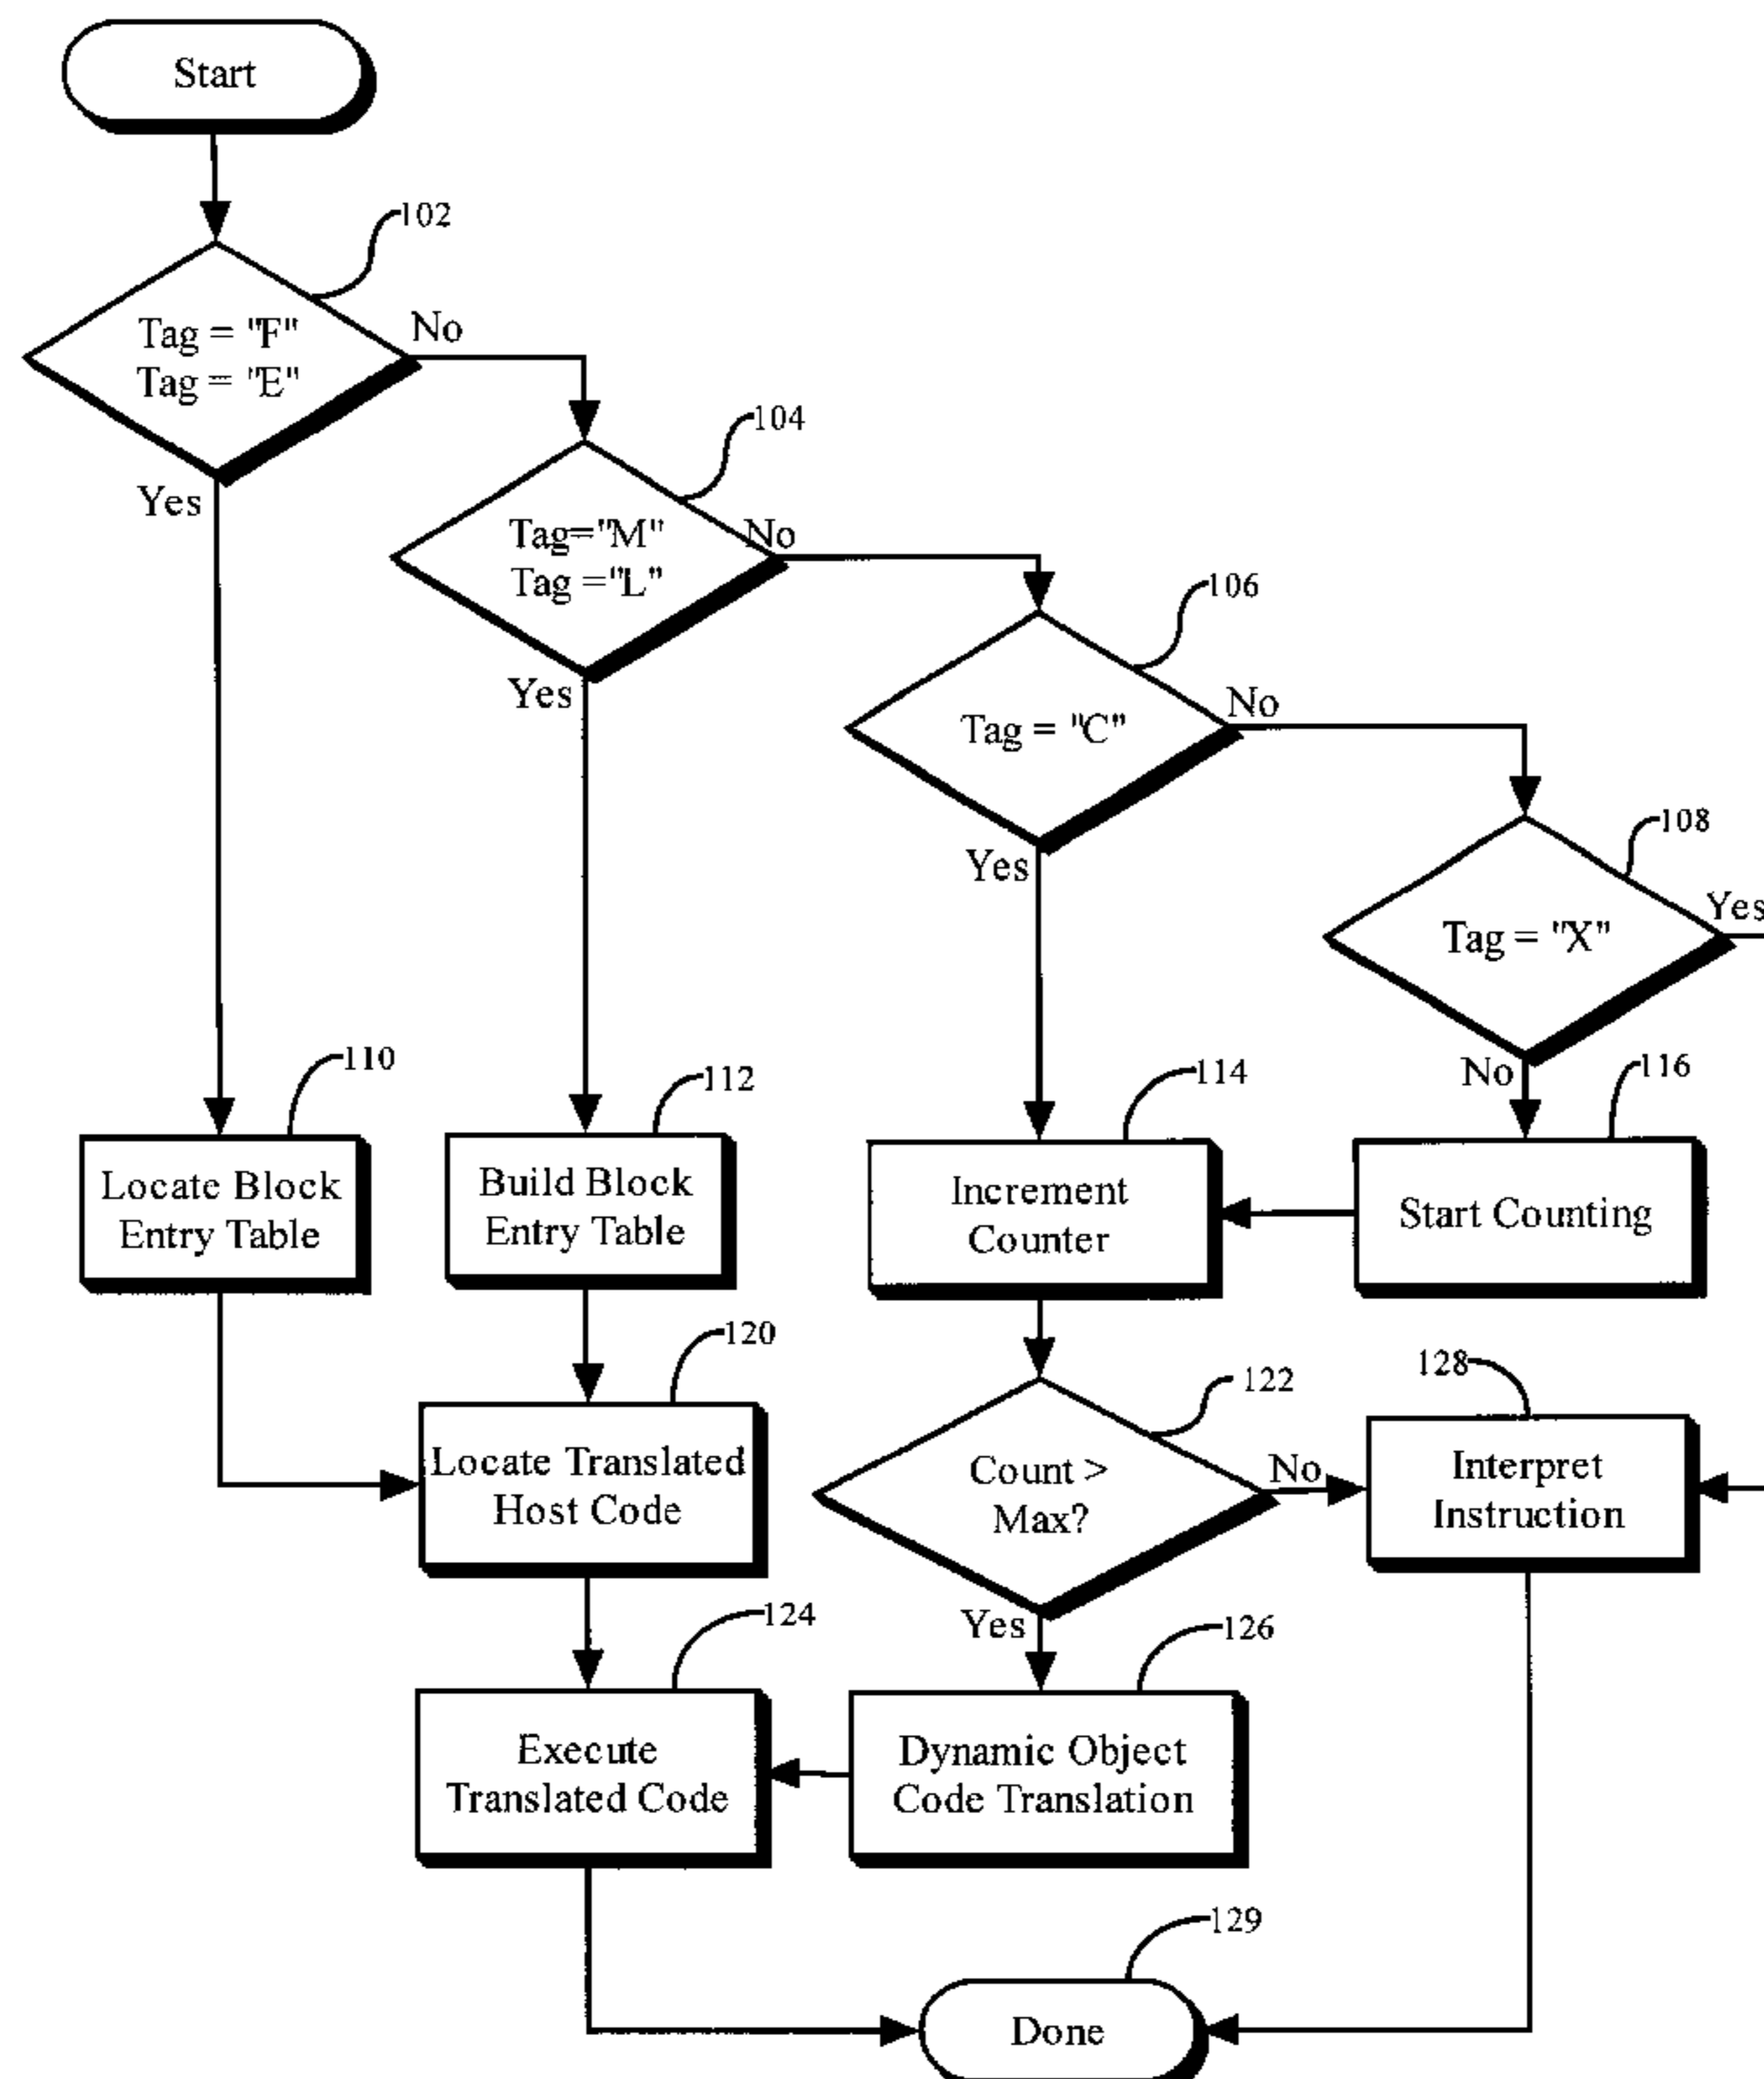 Start
102
Tag = "F"
Tag = "E"
No
Yes
104
Tag="M"
Tag ="L"
No
Yes
106
Tag = "C"
No
Yes
108
Tag = "X"
Yes
No
110
Locate Block
Entry Table
112
Build Block
Entry Table
114
Increment
Counter
116
Start Counting
120
Locate Translated
Host Code
122
Count >
Max?
No
Yes
128
Interpret
Instruction
124
Execute
Translated Code
126
Dynamic Object
Code Translation
129
Done